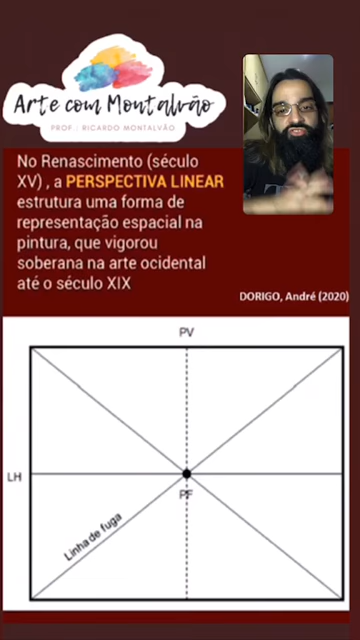 Arte com Montalvão
PROF.: RICARDO MONTALVÃO
No Renascimento (século
XV) , a PERSPECTIVA LINEAR
estrutura uma forma de
representação espacial na
pintura, que vigorou
soberana na arte ocidental
até o século XIX
DORIGO, André (2020)
PV
LH
PF
Linha de fuga